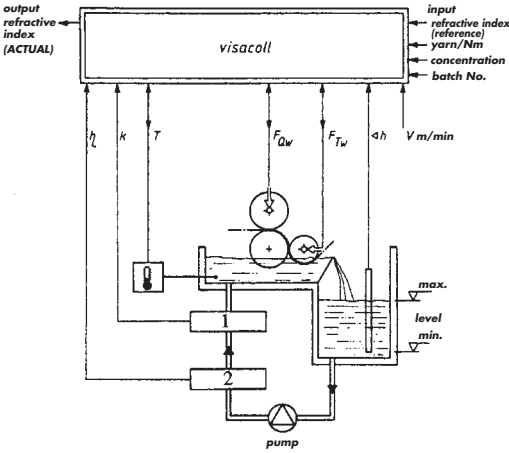 output
refractive
index
(ACTUAL)
visacoll
input
refractive index
(reference)
yarn/Nm
concentration
batch No.
η
k
T
F_Qw
F_Tw
Δh
V m/min
max.
level
min.
1
2
pump